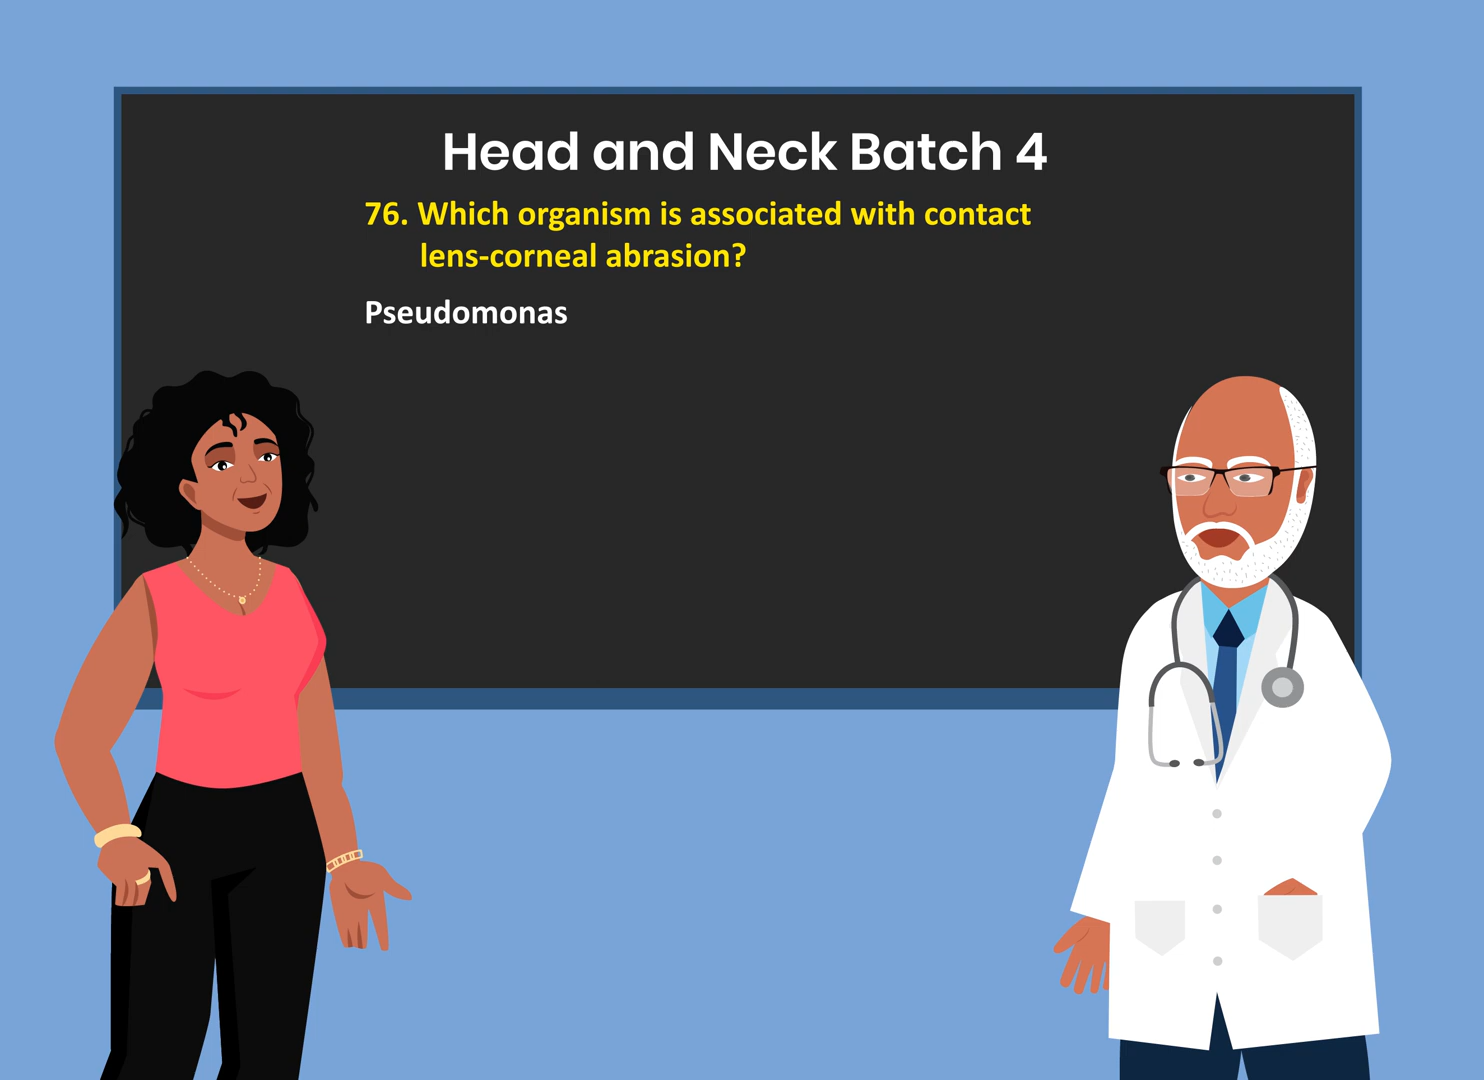 Head and Neck Batch 4
76. Which organism is associated with contact
lens-corneal abrasion?
Pseudomonas